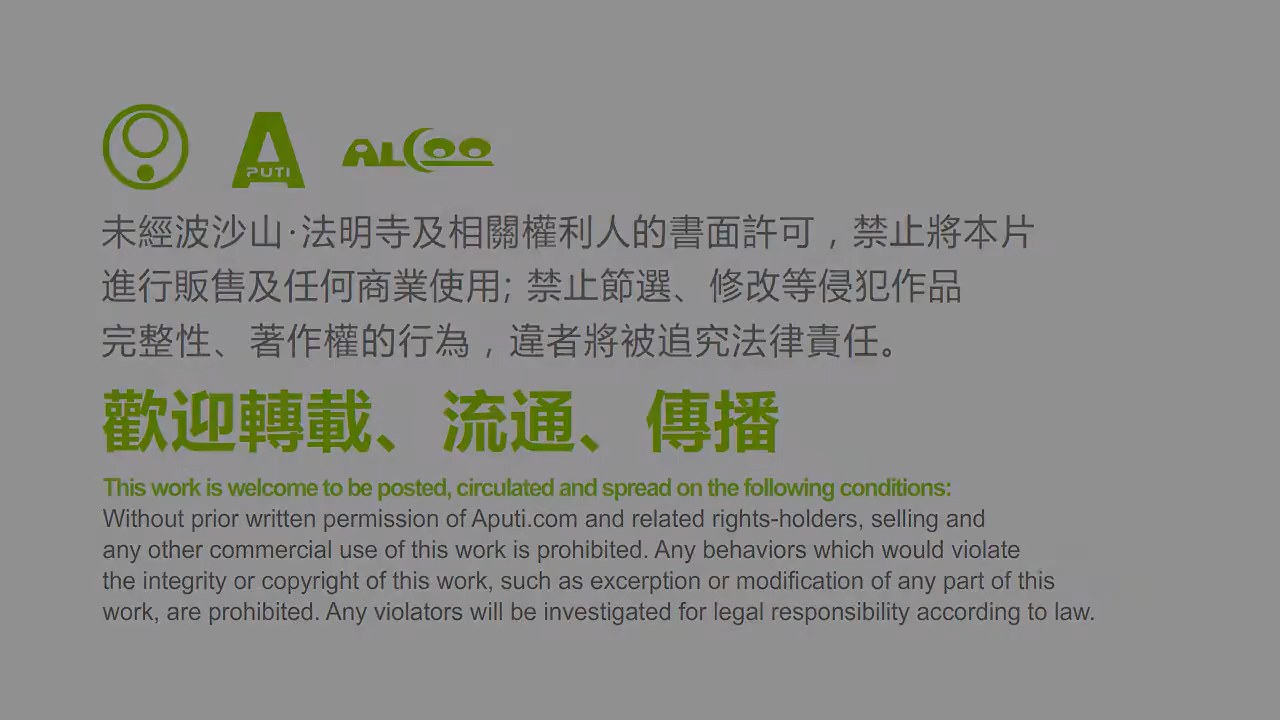 A
PUTI
ALCOO
未經波沙山·法明寺及相關權利人的書面許可，禁止將本片
進行販售及任何商業使用; 禁止節選、修改等侵犯作品
完整性、著作權的行為，違者將被追究法律責任。
歡迎轉載、流通、傳播
This work is welcome to be posted, circulated and spread on the following conditions:
Without prior written permission of Aputi.com and related rights-holders, selling and
any other commercial use of this work is prohibited. Any behaviors which would violate
the integrity or copyright of this work, such as excerption or modification of any part of this
work, are prohibited. Any violators will be investigated for legal responsibility according to law.